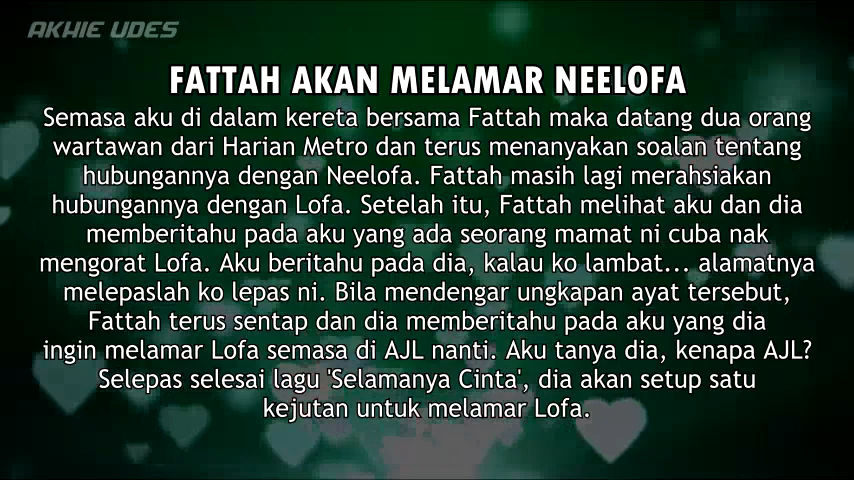 AKHIE UDES
FATTAH AKAN MELAMAR NEELOFA
Semasa aku di dalam kereta bersama Fattah maka datang dua orang
wartawan dari Harian Metro dan terus menanyakan soalan tentang
hubungannya dengan Neelofa. Fattah masih lagi merahsiakan
hubungannya dengan Lofa. Setelah itu, Fattah melihat aku dan dia
memberitahu pada aku yang ada seorang mamat ni cuba nak
mengorat Lofa. Aku beritahu pada dia, kalau ko lambat... alamatnya
melepaslah ko lepas ni. Bila mendengar ungkapan ayat tersebut,
Fattah terus sentap dan dia memberitahu pada aku yang dia
ingin melamar Lofa semasa di AJL nanti. Aku tanya dia, kenapa AJL?
Selepas selesai lagu 'Selamanya Cinta', dia akan setup satu
kejutan untuk melamar Lofa.